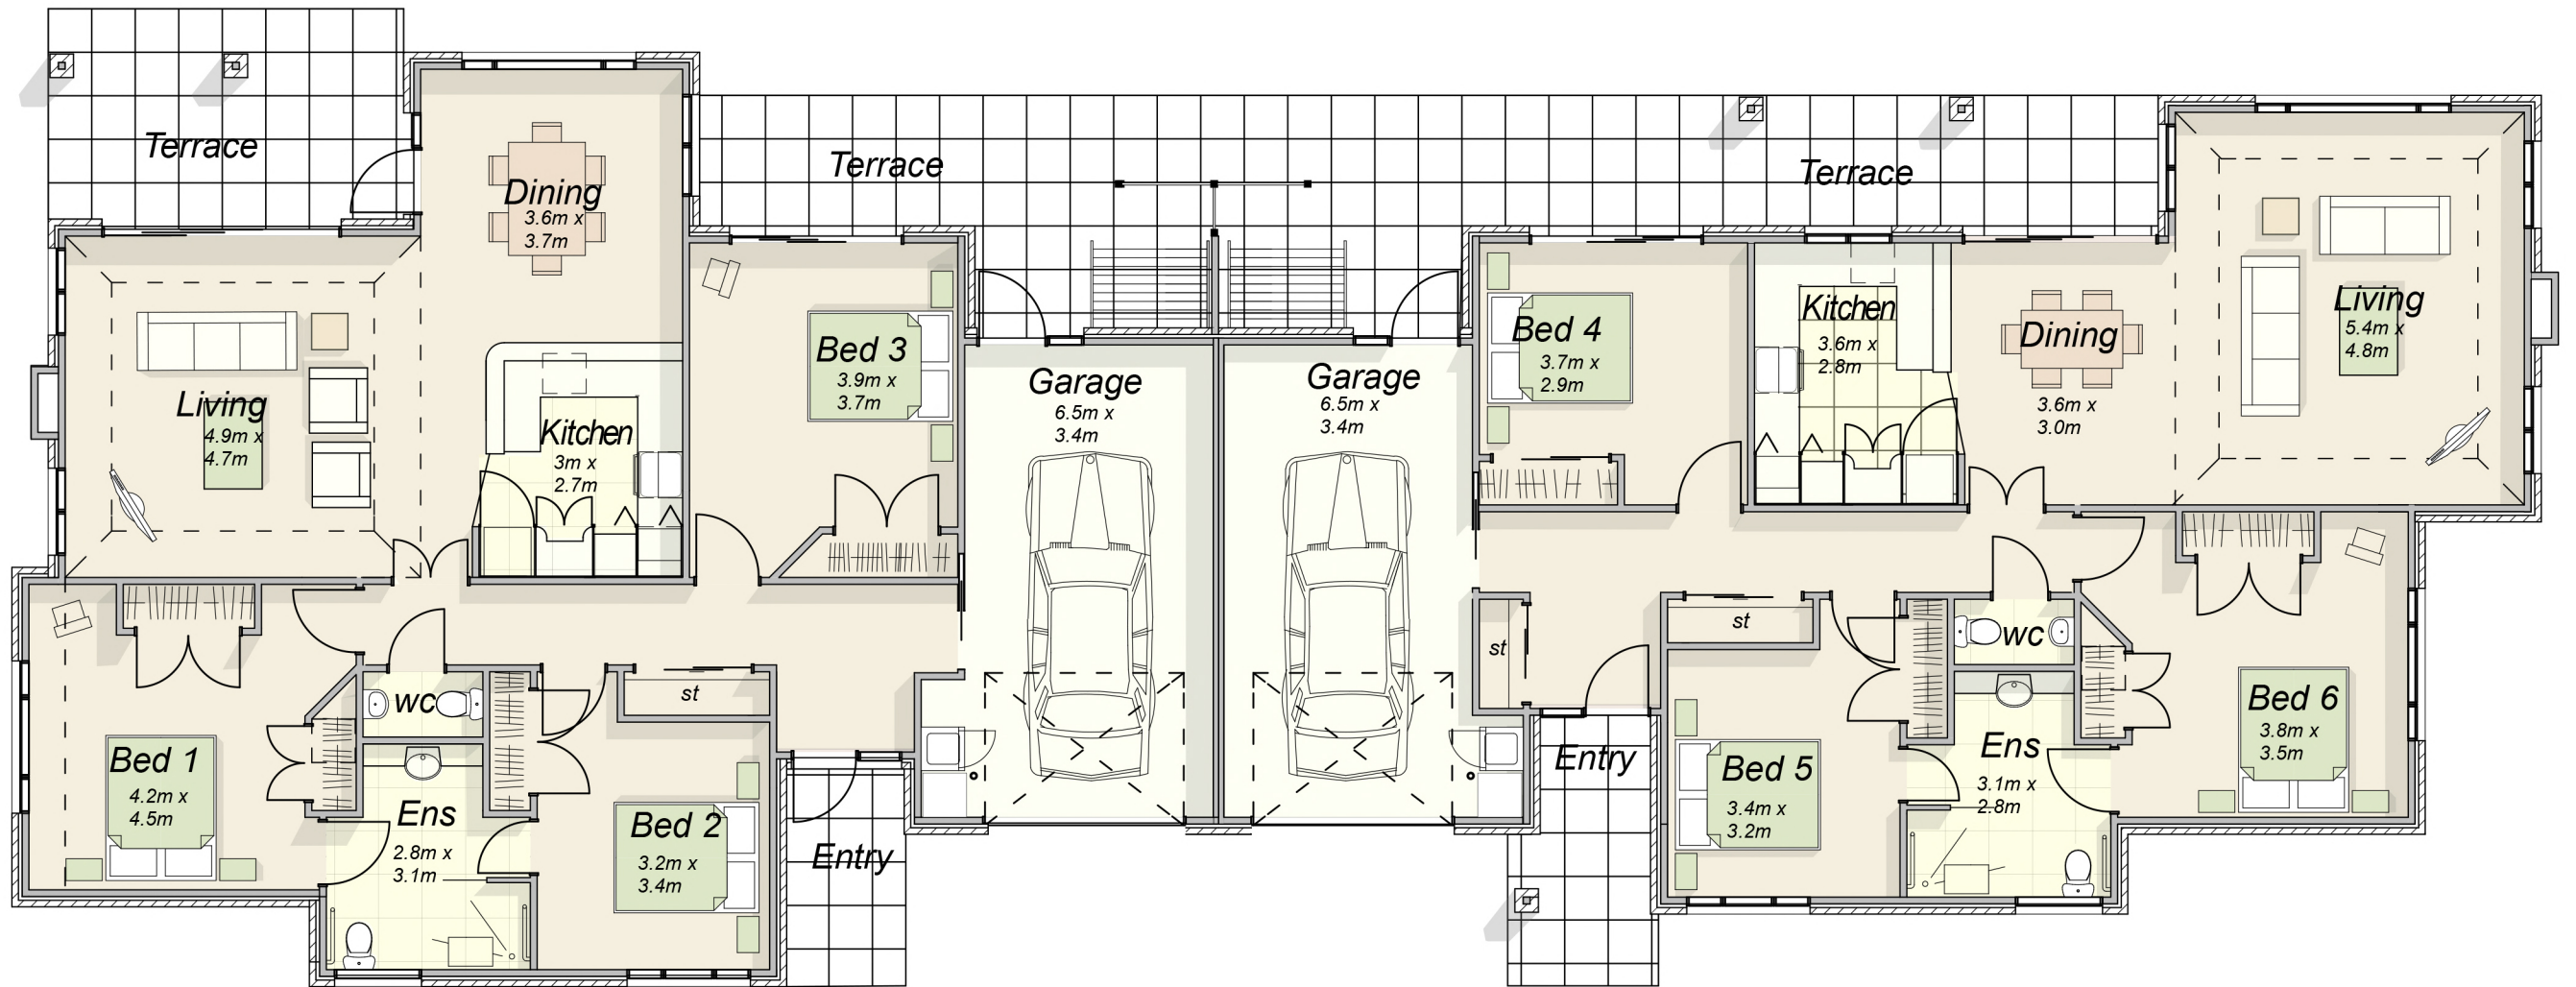 Terrace
Dining
3.6m x
3.7m
Terrace
Terrace
Living
4.9m x
4.7m
Kitchen
3m x
2.7m
Bed 3
3.9m x
3.7m
Garage
6.5m x
3.4m
Garage
6.5m x
3.4m
Bed 4
3.7m x
2.9m
Kitchen
3.6m x
2.8m
Dining
3.6m x
3.0m
Living
5.4m x
4.8m
Bed 1
4.2m x
4.5m
wc
Ens
2.8m x
3.1m
st
Bed 2
3.2m x
3.4m
Entry
st
Entry
st
Bed 5
3.4m x
3.2m
wc
Ens
3.1m x
2.8m
Bed 6
3.8m x
3.5m